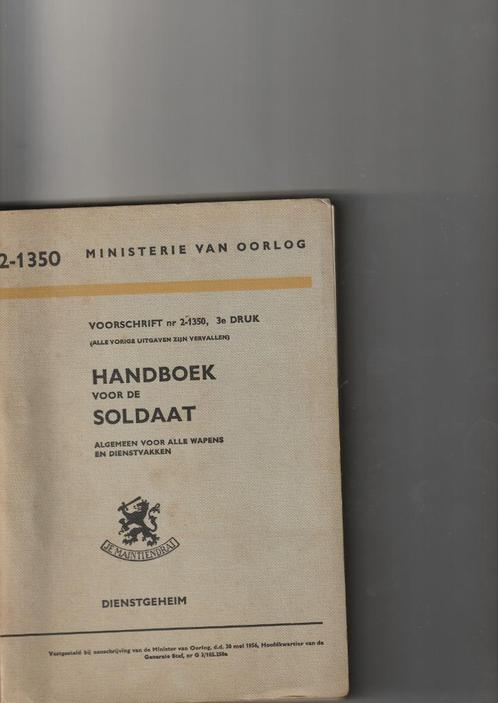 2-1350 MINISTERIE VAN OORLOG
VOORSCHRIFT nr 2-1350, 3e DRUK
(ALLE VORIGE UITGAVEN ZIJN VERVALLEN)
HANDBOEK
VOOR DE
SOLDAAT
ALGEMEEN VOOR ALLE WAPENS
EN DIENSTVAKKEN
JE MAINTIENDRAI
DIENSTGEHEIM
Vastgesteld bij aanschrijving van de Minister van Oorlog, d.d. 30 mei 1956, Hoofdkwartier van de
Generale Staf, nr G 3/102.250a